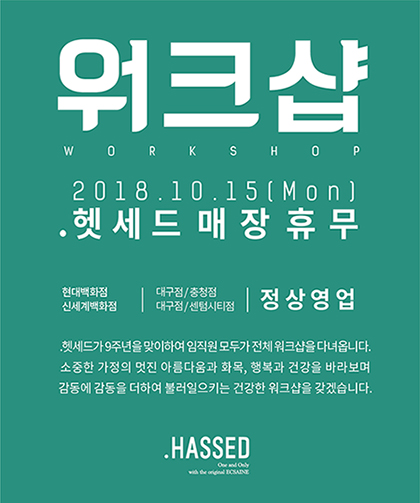 워크샵
WORKSHOP
2018.10.15(Mon)
.헷세드매장휴무
현대백화점 대구점/충청점 정상영업
신세계백화점 대구점/센텀시티점
.헷세드가 9주년을 맞이하여 임직원 모두가 전체 워크샵을 다녀옵니다.
소중한 가정의 멋진 아름다움과 화목, 행복과 건강을 바라보며
감동에 감동을 더하여 불러일으키는 건강한 워크샵을 갖겠습니다.
.HASSED
One and Only
with the original ECSAINE